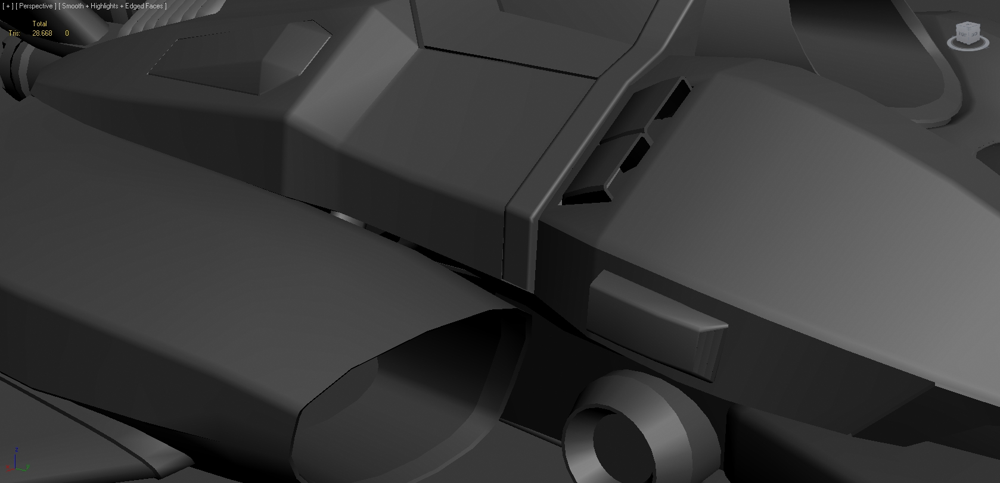 [ + ] [ Perspective ] [ Smooth + Highlights + Edged Faces ]
Total
Tris: 28.668 0
z
y